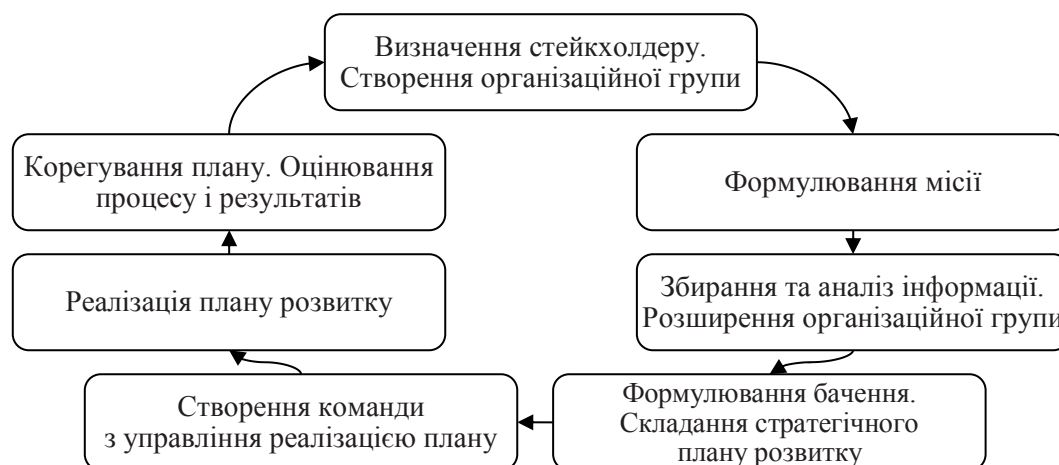 Визначення стейкхолдеру.
Створення організаційної групи
Формулювання місії
Збирання та аналіз інформації.
Розширення організаційної групи
Формулювання бачення.
Складання стратегічного
плану розвитку
Створення команди
з управління реалізацією плану
Реалізація плану розвитку
Корегування плану. Оцінювання
процесу і результатів